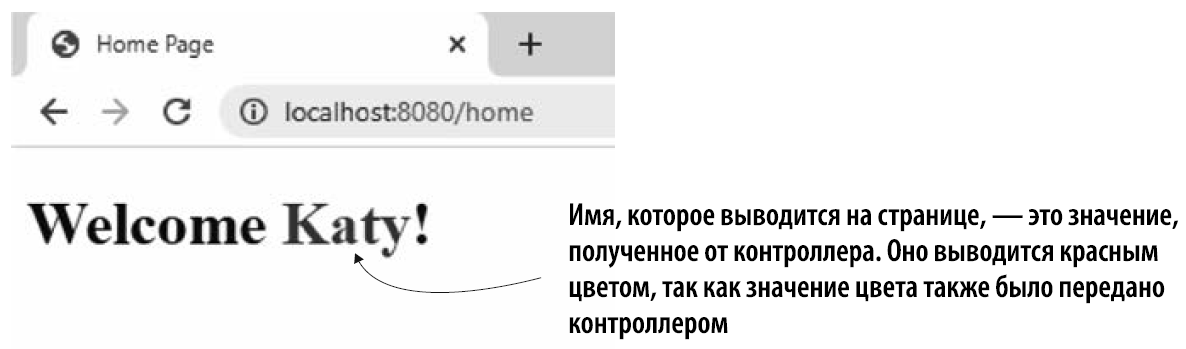 Home Page
localhost:8080/home
Welcome Katy!
Имя, которое выводится на странице, — это значение,
полученное от контроллера. Оно выводится красным
цветом, так как значение цвета также было передано
контроллером